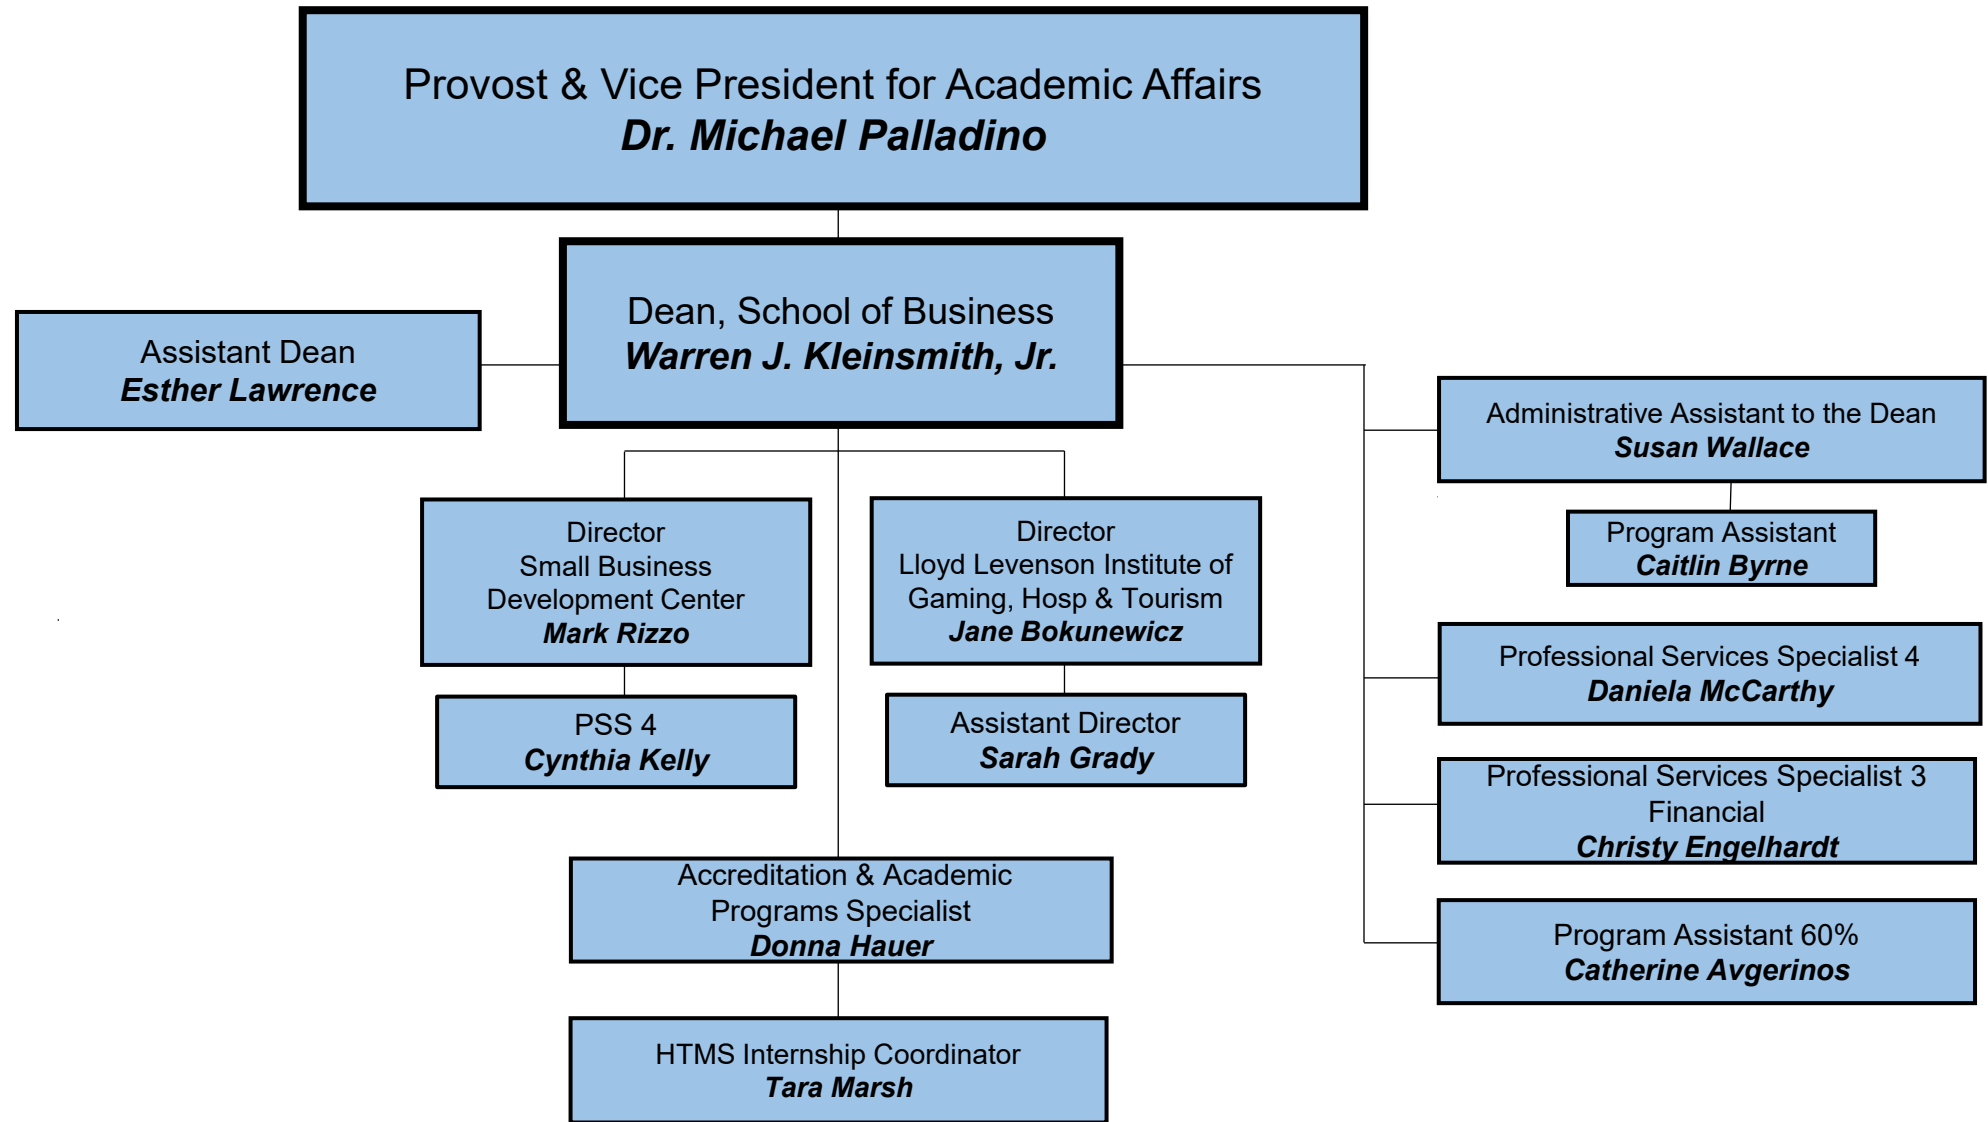 Provost & Vice President for Academic Affairs
Dr. Michael Palladino
Dean, School of Business
Warren J. Kleinsmith, Jr.
Assistant Dean
Esther Lawrence
Administrative Assistant to the Dean
Susan Wallace
Program Assistant
Caitlin Byrne
Director
Small Business
Development Center
Mark Rizzo
Director
Lloyd Levenson Institute of
Gaming, Hosp & Tourism
Jane Bokunewicz
PSS 4
Cynthia Kelly
Assistant Director
Sarah Grady
Professional Services Specialist 4
Daniela McCarthy
Professional Services Specialist 3
Financial
Christy Engelhardt
Accreditation & Academic
Programs Specialist
Donna Hauer
Program Assistant 60%
Catherine Avgerinos
HTMS Internship Coordinator
Tara Marsh